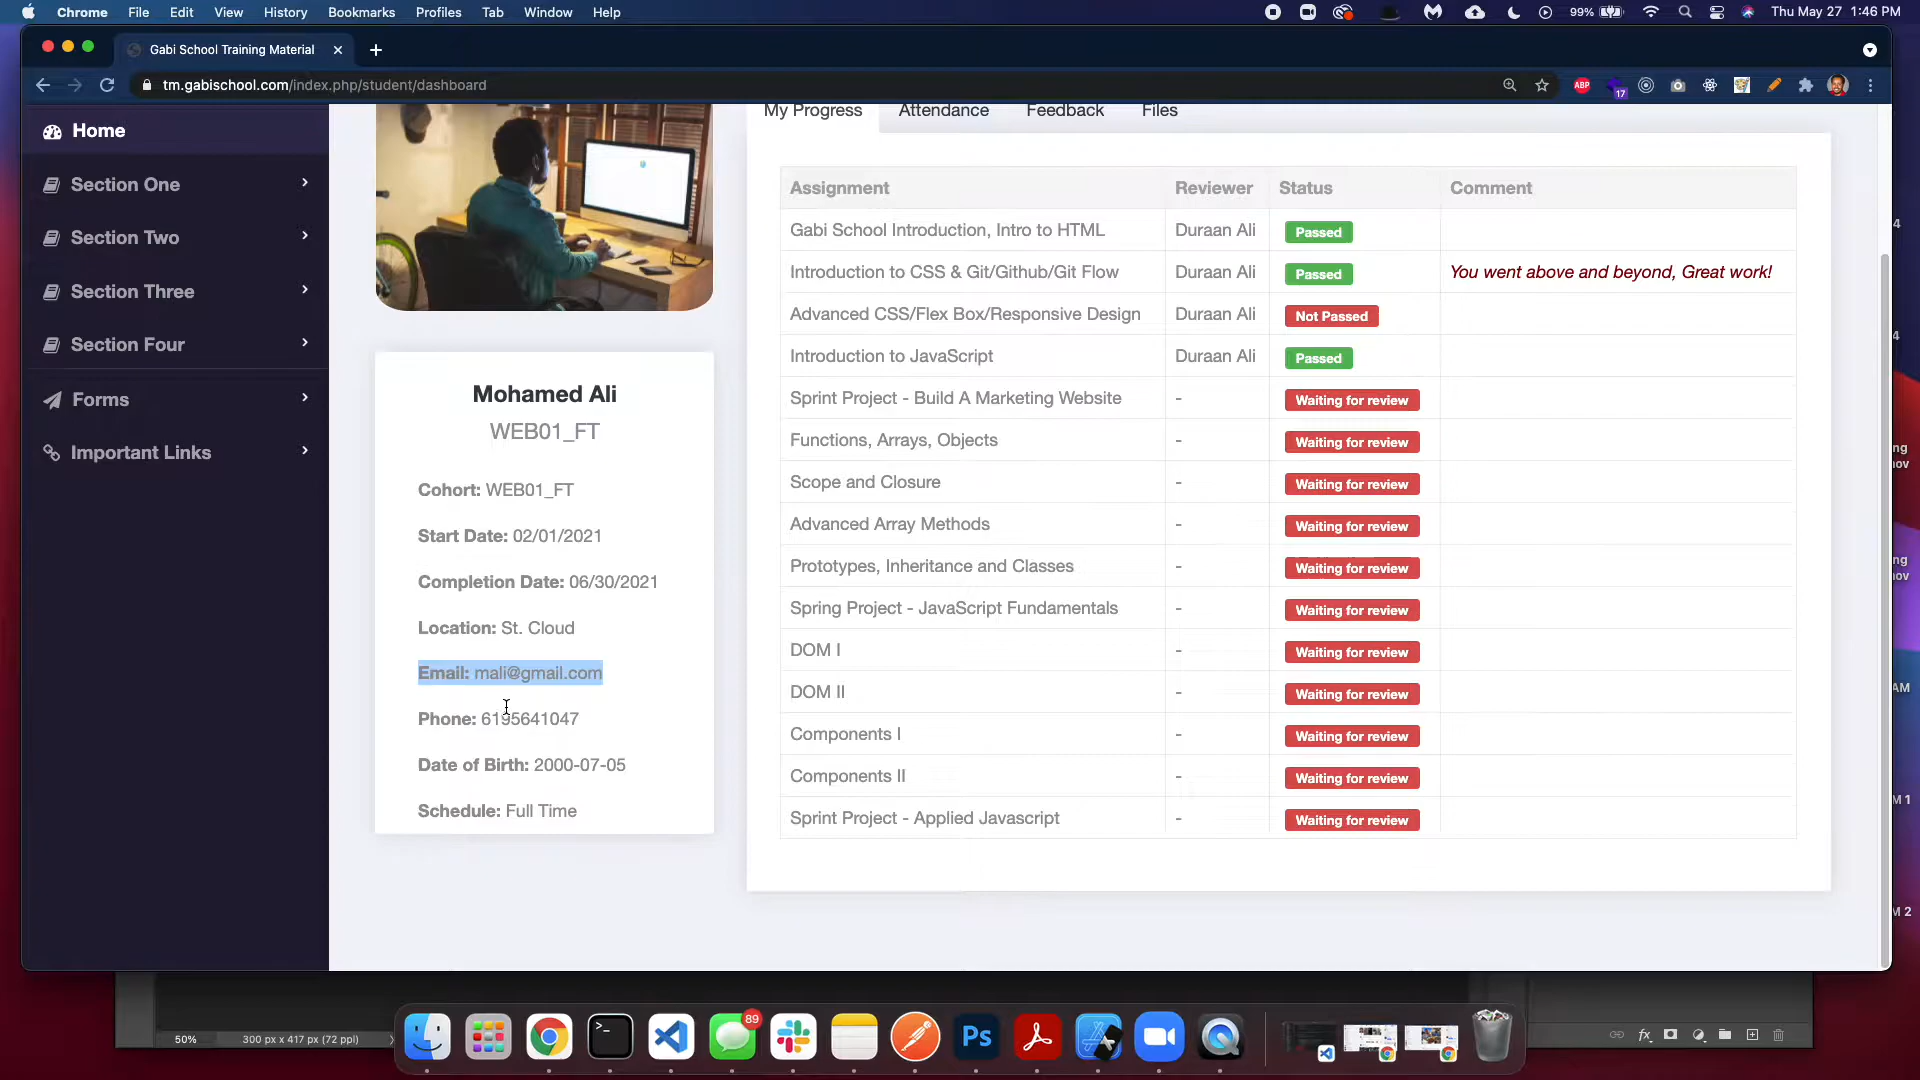 Chrome File Edit View History Bookmarks Profiles Tab Window Help 99% Thu May 27 1:46 PM
Gabi School Training Material
tm.gabischool.com/index.php/student/dashboard
ABP
17
Home
Section One
Section Two
Section Three
Section Four
Forms
Important Links
Mohamed Ali
WEB01_FT
Cohort: WEB01_FT
Start Date: 02/01/2021
Completion Date: 06/30/2021
Location: St. Cloud
Email: mali@gmail.com
Phone: 6195641047
Date of Birth: 2000-07-05
Schedule: Full Time
My Progress Attendance Feedback Files
Assignment Reviewer Status Comment
Gabi School Introduction, Intro to HTML Duraan Ali Passed
Introduction to CSS & Git/Github/Git Flow Duraan Ali Passed You went above and beyond, Great work!
Advanced CSS/Flex Box/Responsive Design Duraan Ali Not Passed
Introduction to JavaScript Duraan Ali Passed
Sprint Project - Build A Marketing Website - Waiting for review
Functions, Arrays, Objects - Waiting for review
Scope and Closure - Waiting for review
Advanced Array Methods - Waiting for review
Prototypes, Inheritance and Classes - Waiting for review
Spring Project - JavaScript Fundamentals - Waiting for review
DOM I - Waiting for review
DOM II - Waiting for review
Components I - Waiting for review
Components II - Waiting for review
Sprint Project - Applied Javascript - Waiting for review
50% 300 px x 417 px (72 ppi)
89
Ps
fx